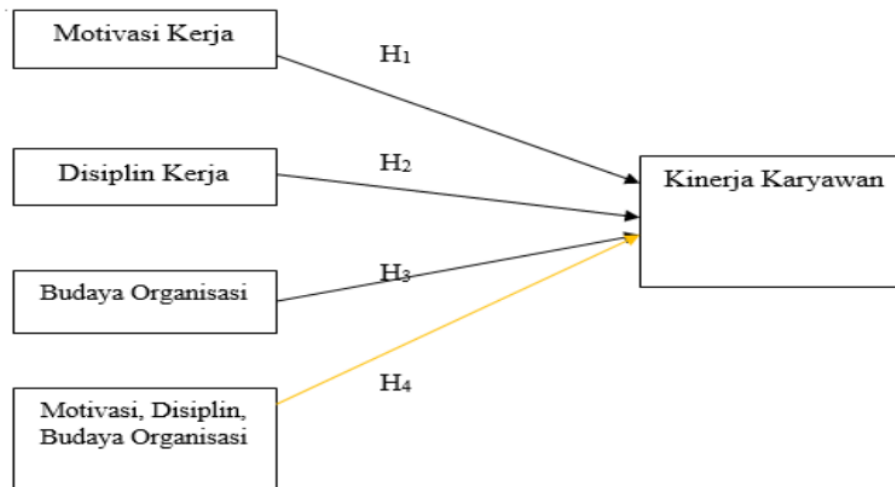 Motivasi Kerja
H₁
Disiplin Kerja
H₂
Kinerja Karyawan
Budaya Organisasi
H₃
Motivasi, Disiplin,
Budaya Organisasi
H₄